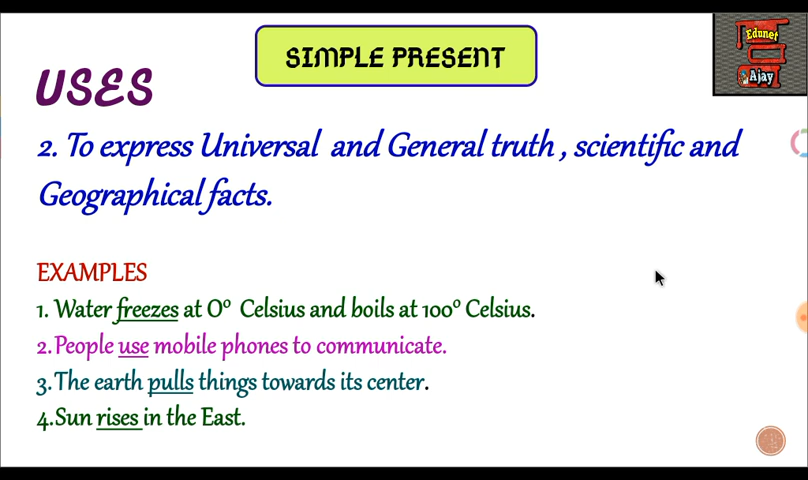 SIMPLE PRESENT
Edunet
Ajay
USES
2. To express Universal and General truth , scientific and
Geographical facts.
EXAMPLES
1. Water freezes at 0° Celsius and boils at 100° Celsius.
2.People use mobile phones to communicate.
3.The earth pulls things towards its center.
4.Sun rises in the East.